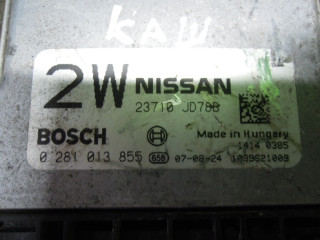 KAW
2W NISSAN
23710 JD78B
BOSCH Made in Hungary
1414 0385
0 281 013 855 650 07-08-24 1039S21009